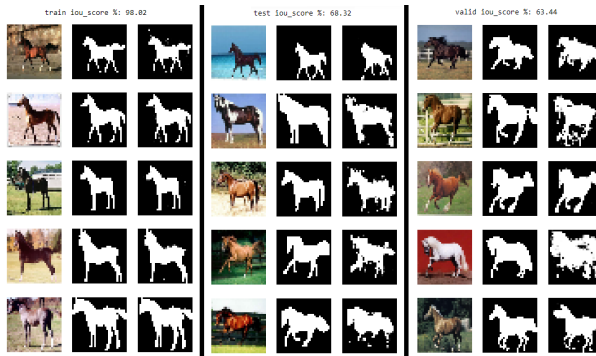 train iou_score %: 98.02
test iou_score %: 68.32
valid iou_score %: 63.44